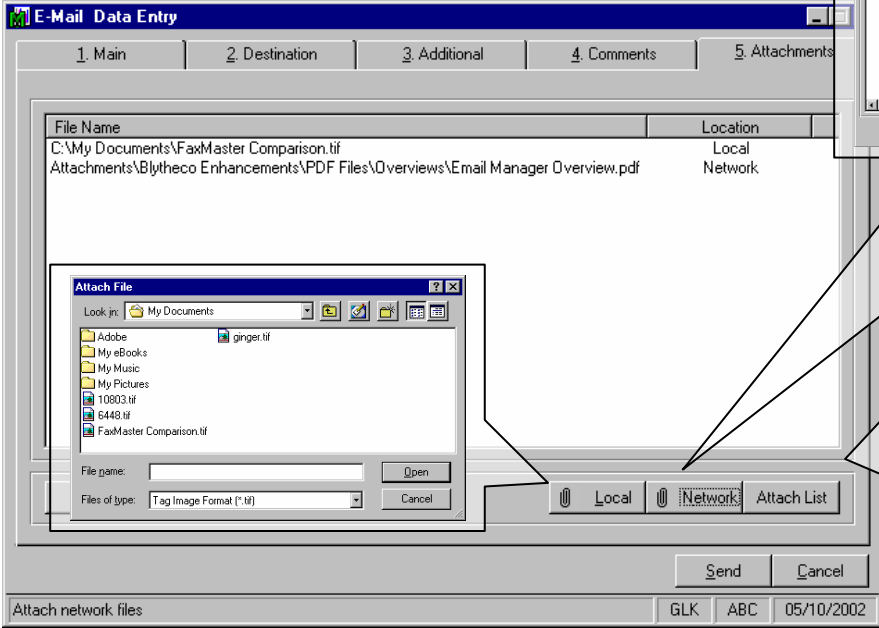 E-Mail Data Entry
1. Main
2. Destination
3. Additional
4. Comments
5. Attachments
File Name Location
C:\My Documents\FaxMaster Comparison.tif Local
Attachments\Blytheco Enhancements\PDF Files\Overviews\Email Manager Overview.pdf Network
Attach File
Look in: My Documents
Adobe
My eBooks
My Music
My Pictures
10803.tif
6448.tif
FaxMaster Comparison.tif
ginger.tif
File name: Open
Files of type: Tag Image Format (*.tif) Cancel
Local Network Attach List
Send Cancel
Attach network files GLK ABC 05/10/2002